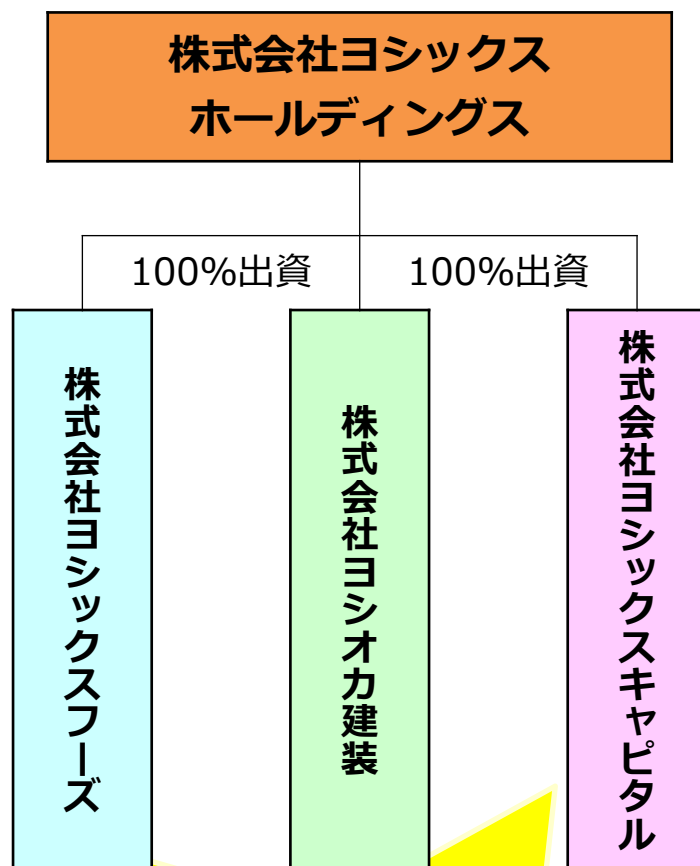 株式会社ヨシックス
ホールディングス
100%出資
100%出資
株式会社ヨシックスフーズ
株式会社ヨシオカ建装
株式会社ヨシックスキャピタル